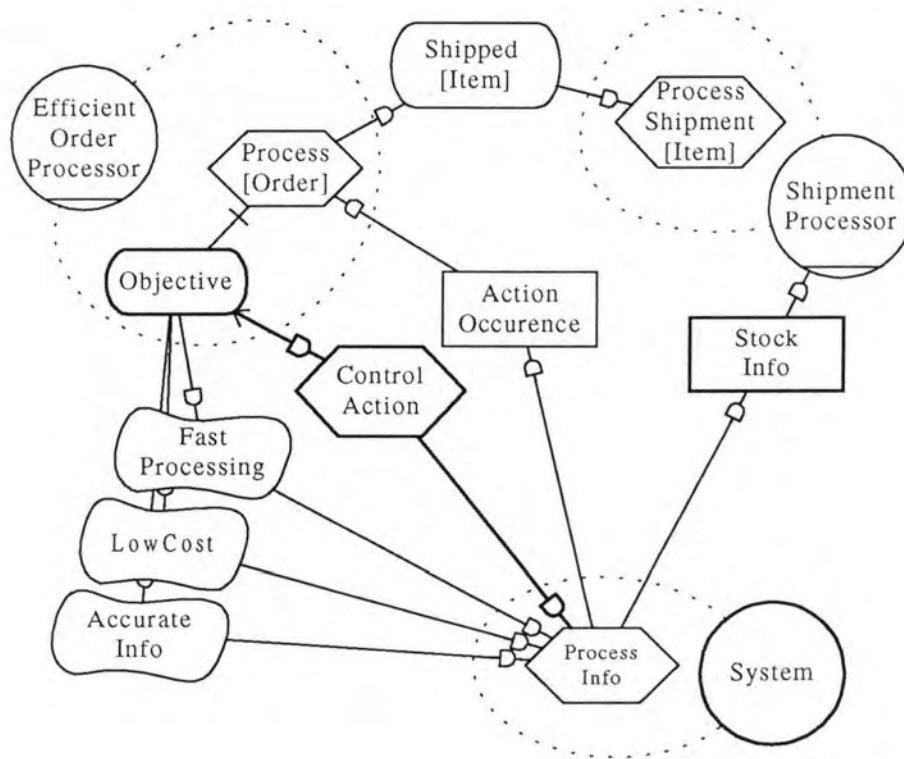 Shipped
[Item]
Efficient
Order
Processor
Process
Shipment
[Item]
Process
[Order]
Shipment
Processor
Objective
Action
Occurence
Stock
Info
Control
Action
Fast
Processing
LowCost
Accurate
Info
Process
Info
System